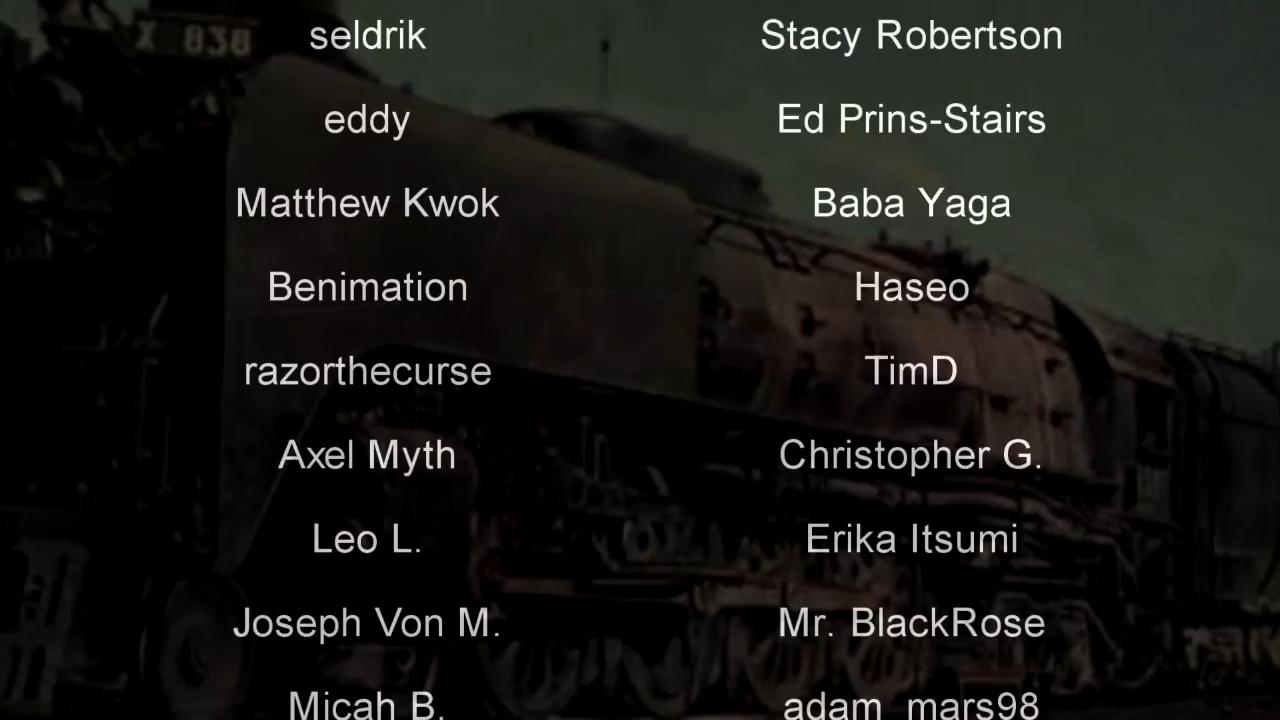 X 838
seldrik
Stacy Robertson
eddy
Ed Prins-Stairs
Matthew Kwok
Baba Yaga
Benimation
Haseo
razorthecurse
TimD
Axel Myth
Christopher G.
Leo L.
Erika Itsumi
Joseph Von M.
Mr. BlackRose
Micah B.
adam_mars98